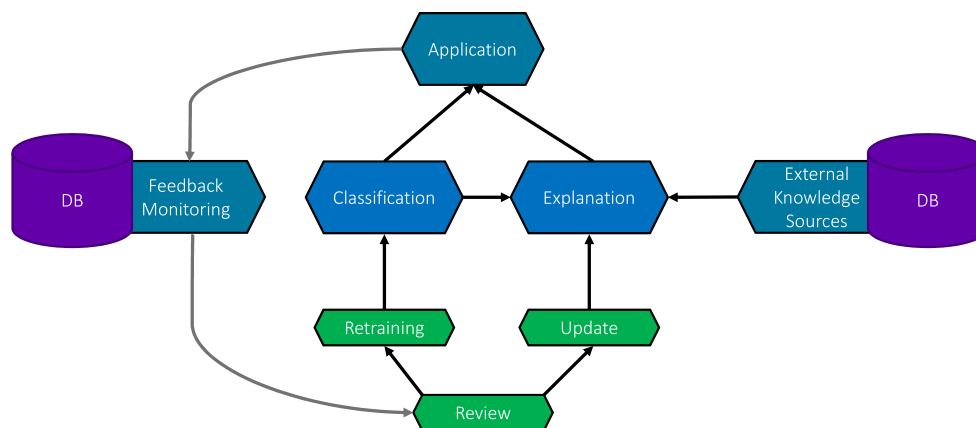 Application
DB
Feedback
Monitoring
Classification
Explanation
External
Knowledge
Sources
DB
Retraining
Update
Review